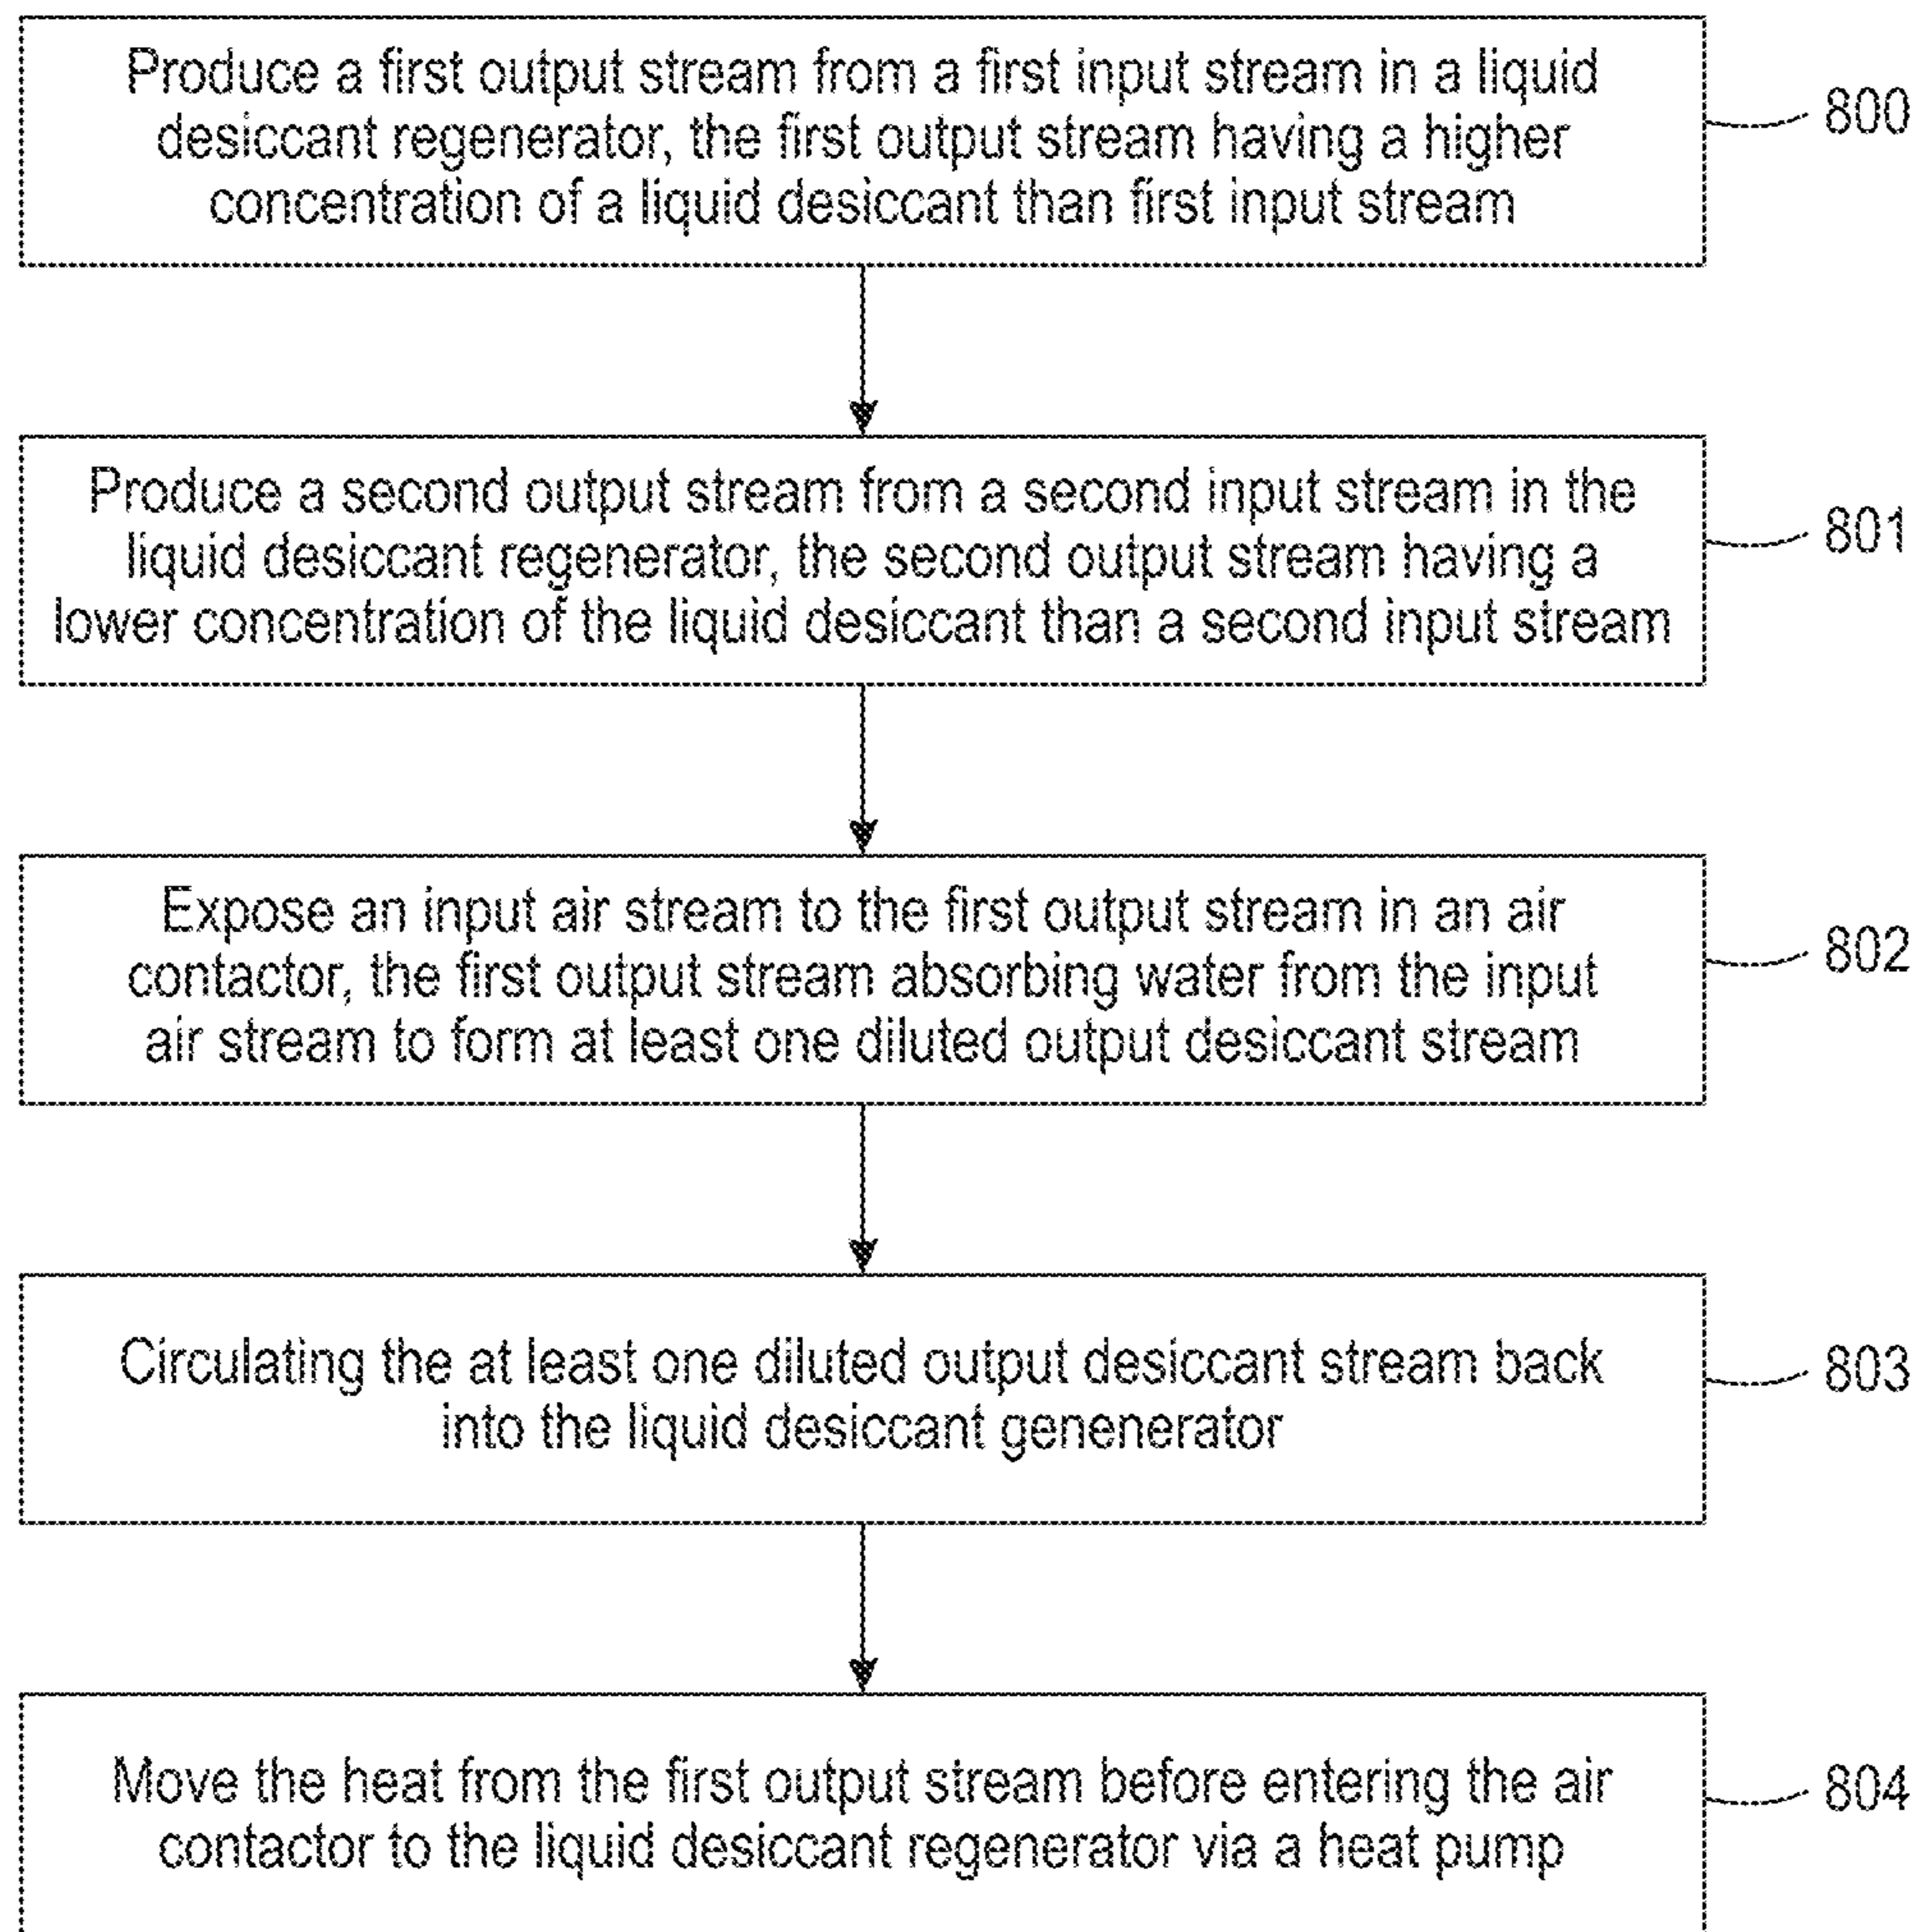 Produce a first output stream from a first input stream in a liquid
desiccant regenerator, the first output stream having a higher
concentration of a liquid desiccant than first input stream
800
Produce a second output stream from a second input stream in the
liquid desiccant regenerator, the second output stream having a
lower concentration of the liquid desiccant than a second input stream
801
Expose an input air stream to the first output stream in an air
contactor, the first output stream absorbing water from the input
air stream to form at least one diluted output desiccant stream
802
Circulating the at least one diluted output desiccant stream back
into the liquid desiccant genenerator
803
Move the heat from the first output stream before entering the air
contactor to the liquid desiccant regenerator via a heat pump
804